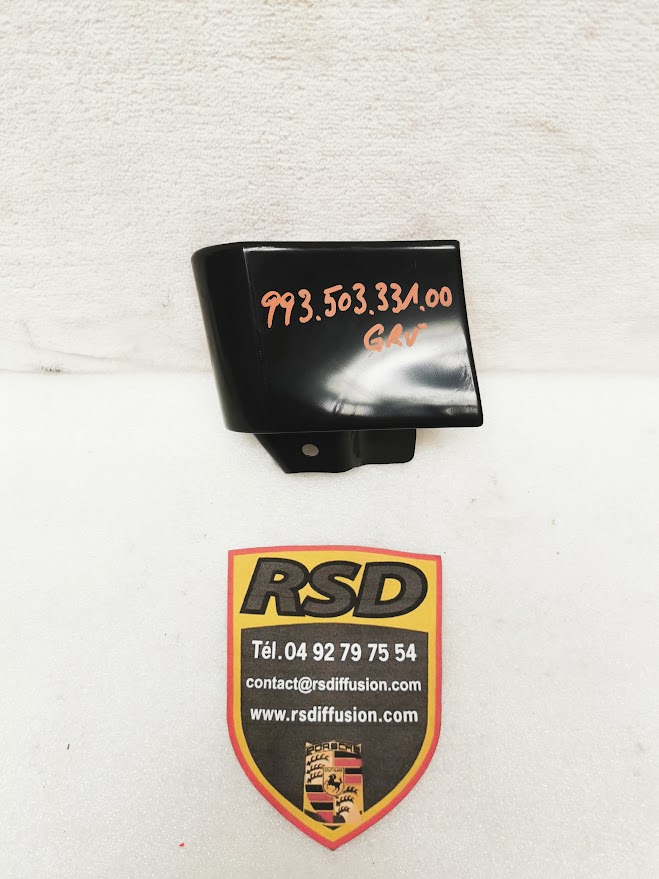 993.503.331.00
GRV
RSD
Tél. 04 92 79 75 54
contact@rsdiffusion.com
www.rsdiffusion.com
PORSCHE